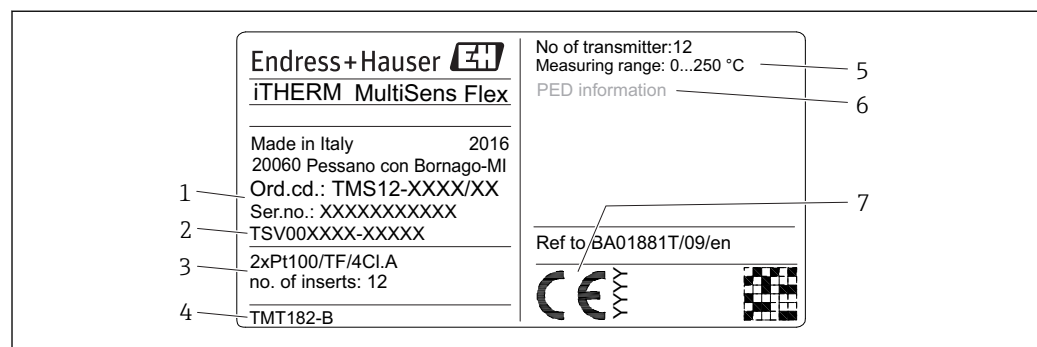 Endress+Hauser EH
iTHERM MultiSens Flex
Made in Italy 2016
20060 Pessano con Bornago-MI
1
Ord.cd.: TMS12-XXXX/XX
Ser.no.: XXXXXXXXXXX
2
TSV00XXXX-XXXXX
3
2xPt100/TF/4Cl.A
no. of inserts: 12
4
TMT182-B
No of transmitter:12
Measuring range: 0...250 °C
5
PED information
6
7
Ref to BA01881T/09/en
CE
YYYY